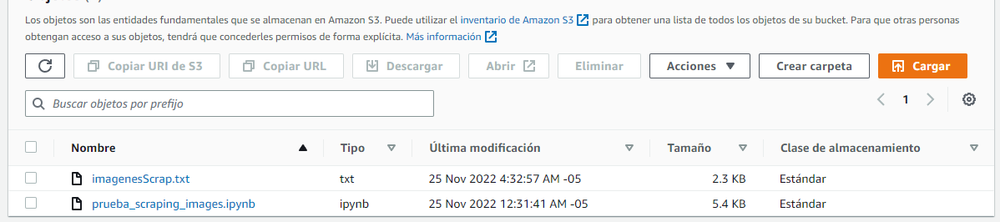 Los objetos son las entidades fundamentales que se almacenan en Amazon S3. Puede utilizar el inventario de Amazon S3 para obtener una lista de todos los objetos de su bucket. Para que otras personas
obtengan acceso a sus objetos, tendrá que concederles permisos de forma explícita. Más información
Copiar URI de S3 Copiar URL Descargar Abrir Eliminar Acciones Crear carpeta Cargar
Buscar objetos por prefijo 1
Nombre Tipo Última modificación Tamaño Clase de almacenamiento
imagenesScrap.txt txt 25 Nov 2022 4:32:57 AM -05 2.3 KB Estándar
prueba_scraping_images.ipynb ipynb 25 Nov 2022 12:31:41 AM -05 5.4 KB Estándar